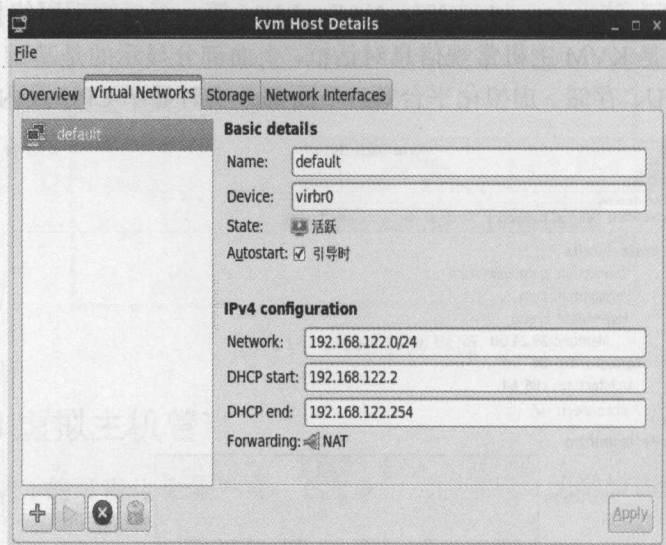 kvm Host Details
File
Overview Virtual Networks Storage Network Interfaces
default
Basic details
Name: default
Device: virbr0
State: 活跃
Autostart: 引导时
IPv4 configuration
Network: 192.168.122.0/24
DHCP start: 192.168.122.2
DHCP end: 192.168.122.254
Forwarding: NAT
Apply